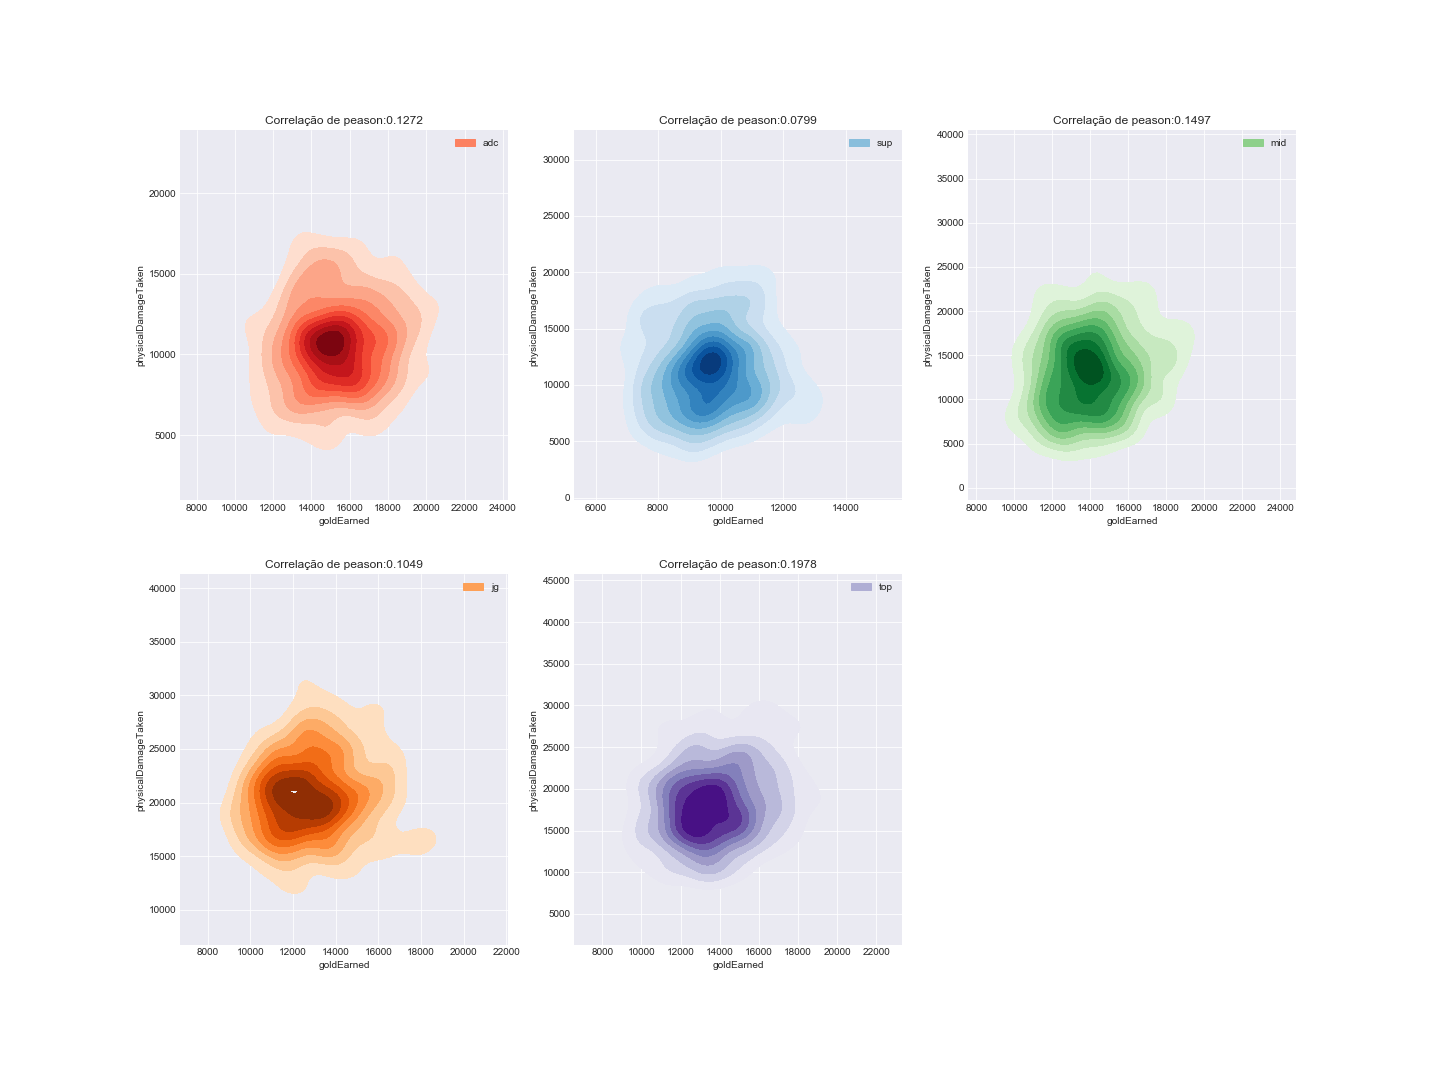 Correlação de peason:0.1272
adc
20000
15000
10000
5000
physicalDamageTaken
8000 10000 12000 14000 16000 18000 20000 22000 24000
goldEarned
Correlação de peason:0.0799
sup
30000
25000
20000
15000
10000
5000
0
physicalDamageTaken
6000 8000 10000 12000 14000
goldEarned
Correlação de peason:0.1497
mid
40000
35000
30000
25000
20000
15000
10000
5000
0
physicalDamageTaken
8000 10000 12000 14000 16000 18000 20000 22000 24000
goldEarned
Correlação de peason:0.1049
jg
40000
35000
30000
25000
20000
15000
10000
physicalDamageTaken
8000 10000 12000 14000 16000 18000 20000 22000
goldEarned
Correlação de peason:0.1978
top
45000
40000
35000
30000
25000
20000
15000
10000
5000
physicalDamageTaken
8000 10000 12000 14000 16000 18000 20000 22000
goldEarned